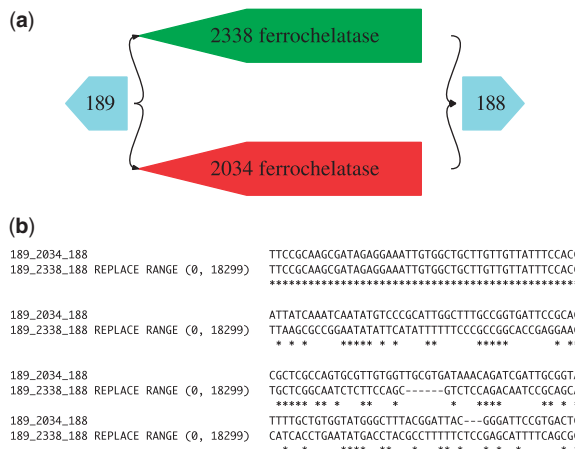 (a)
2338 ferrochelatase
189
188
2034 ferrochelatase
(b)
189_2034_188 TTCCGCAAGCGATAGAGGAAATTGTGGCTGCTTGTTGTTATTTCCACC
189_2338_188 REPLACE RANGE (0, 18299) TTCCGCAAGCGATAGAGGAAATTGTGGCTGCTTGTTGTTATTTCCACC
************************************************
189_2034_188 ATTATCAAATCAATATGTCCCGCATTGGCTTTGCCGGTGATTCCGCAC
189_2338_188 REPLACE RANGE (0, 18299) TTAAGCGCCGGAATATATTCATATTTTTTCCCGCCGGCACCGAGGAAC
* * * ***** * * ** ***** * *
189_2034_188 CGCTCGCCAGTGCGTTGTGGTTGCGTGATAAACAGATCGATTGCGGTA
189_2338_188 REPLACE RANGE (0, 18299) TGCTCGGCAATCTCTTCCAGC------GTCTCCAGACAATCCGCAGCA
***** ** * ** * * **** * * * *
189_2034_188 TTTTGCTGTGGTATGGGCTTTACGGATTAC---GGGATTCCGTGACTC
189_2338_188 REPLACE RANGE (0, 18299) CATCACCTGAATATGACCTACGCCTTTTTCTCCGAGCATTTTCAGCGC
* * **** ** * ** * * * * *